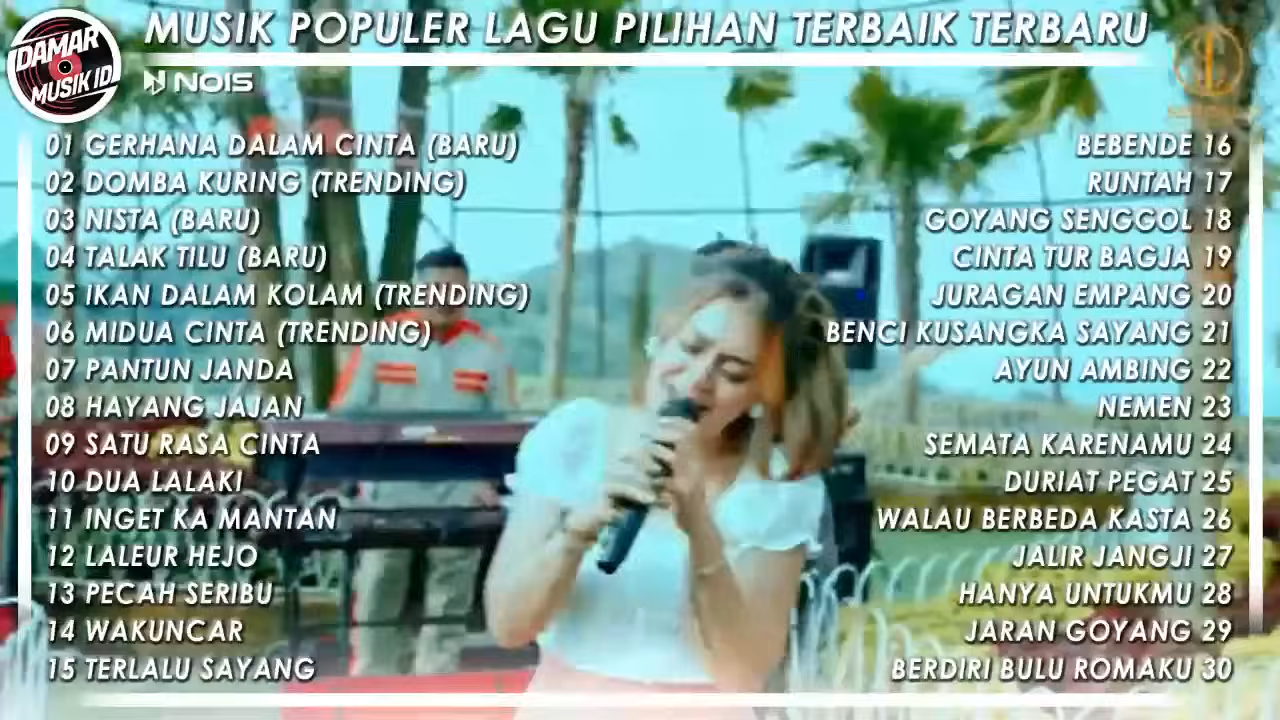 DAMAR
MUSIK ID
MUSIK POPULER LAGU PILIHAN TERBAIK TERBARU
NOIS
01 GERHANA DALAM CINTA (BARU)
02 DOMBA KURING (TRENDING)
03 NISTA (BARU)
04 TALAK TILU (BARU)
05 IKAN DALAM KOLAM (TRENDING)
06 MIDUA CINTA (TRENDING)
07 PANTUN JANDA
08 HAYANG JAJAN
09 SATU RASA CINTA
10 DUA LALAKI
11 INGET KA MANTAN
12 LALEUR HEJO
13 PECAH SERIBU
14 WAKUNCAR
15 TERLALU SAYANG
BEBENDE 16
RUNTAH 17
GOYANG SENGGOL 18
CINTA TUR BAGJA 19
JURAGAN EMPANG 20
BENCI KUSANGKA SAYANG 21
AYUN AMBING 22
NEMEN 23
SEMATA KARENAMU 24
DURIAT PEGAT 25
WALAU BERBEDA KASTA 26
JALIR JANGJI 27
HANYA UNTUKMU 28
JARAN GOYANG 29
BERDIRI BULU ROMAKU 30